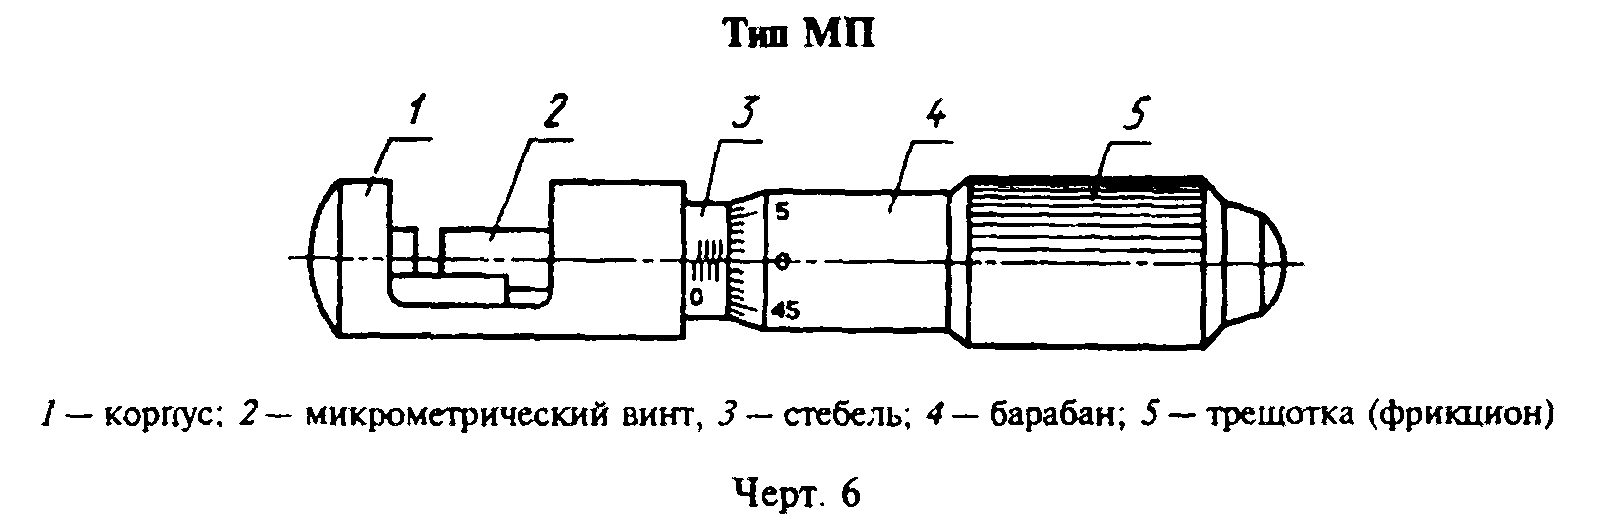 Тип МП
1 2 3 4 5
5
0
0
45
1 — корпус; 2 — микрометрический винт, 3 — стебель; 4 — барабан; 5 — трещотка (фрикцион)
Черт. 6